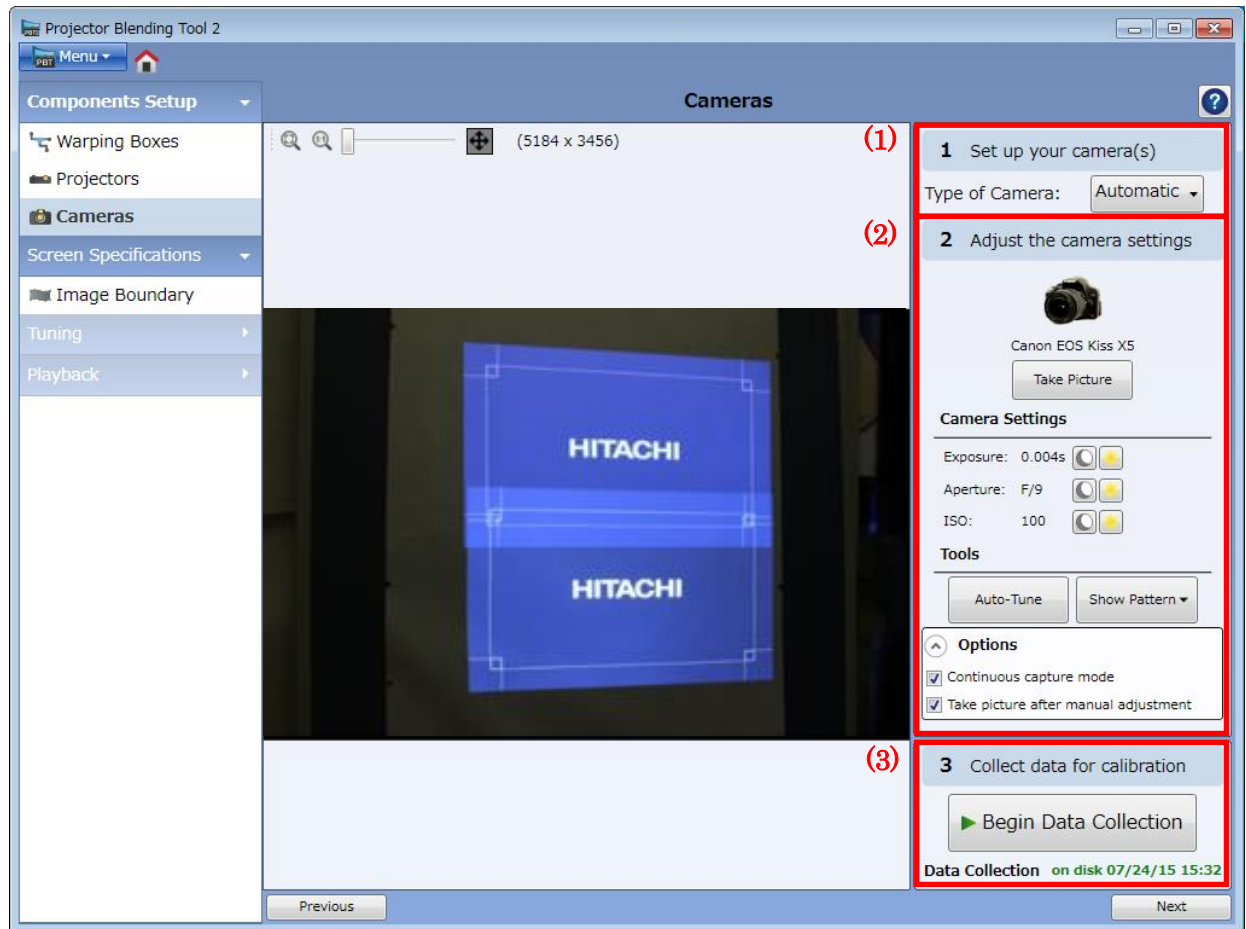 Projector Blending Tool 2
PBT Menu
Components Setup
Cameras
?
Warping Boxes
Projectors
Cameras
Screen Specifications
Image Boundary
Tuning
Playback
1:1
(5184 x 3456)
HITACHI
HITACHI
(1)
1 Set up your camera(s)
Type of Camera: Automatic
(2)
2 Adjust the camera settings
Canon EOS Kiss X5
Take Picture
Camera Settings
Exposure: 0.004s
Aperture: F/9
ISO: 100
Tools
Auto-Tune Show Pattern
Options
Continuous capture mode
Take picture after manual adjustment
(3)
3 Collect data for calibration
Begin Data Collection
Data Collection on disk 07/24/15 15:32
Previous
Next